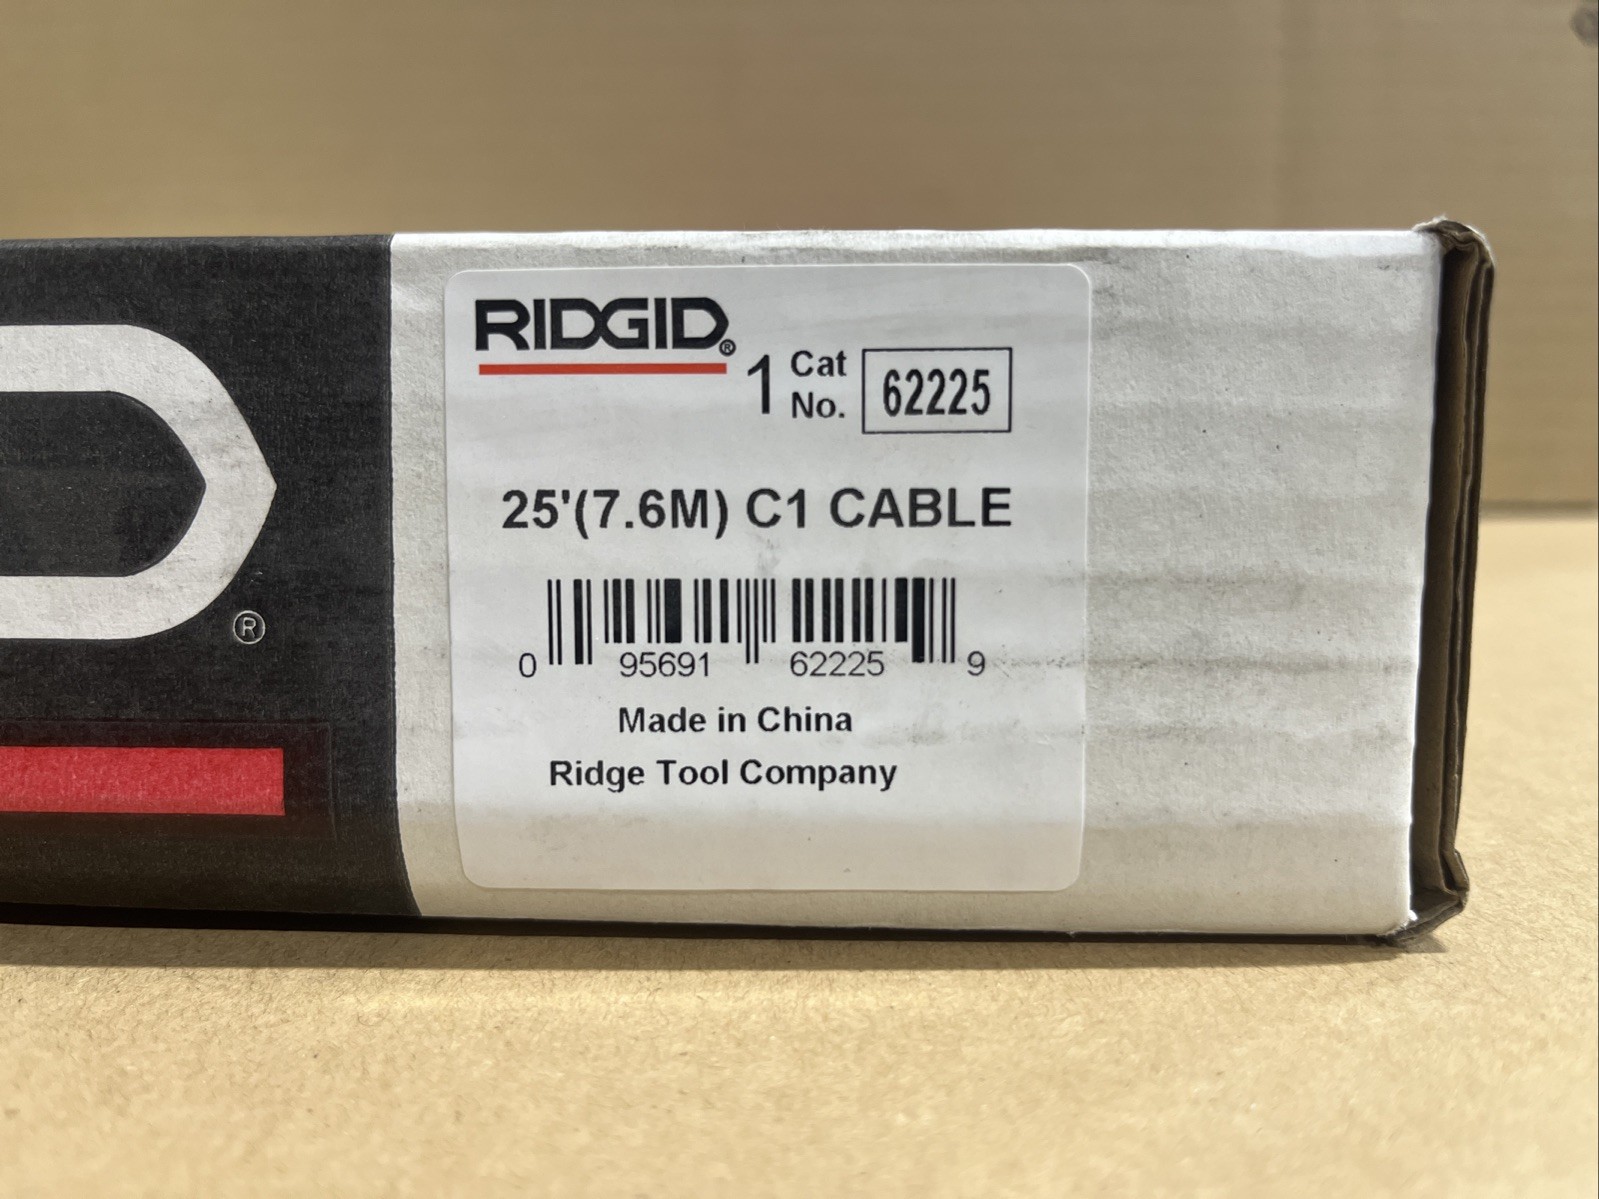 RIDGID®
1 Cat No. 62225
25'(7.6M) C1 CABLE
0 95691 62225 9
Made in China
Ridge Tool Company
D
®